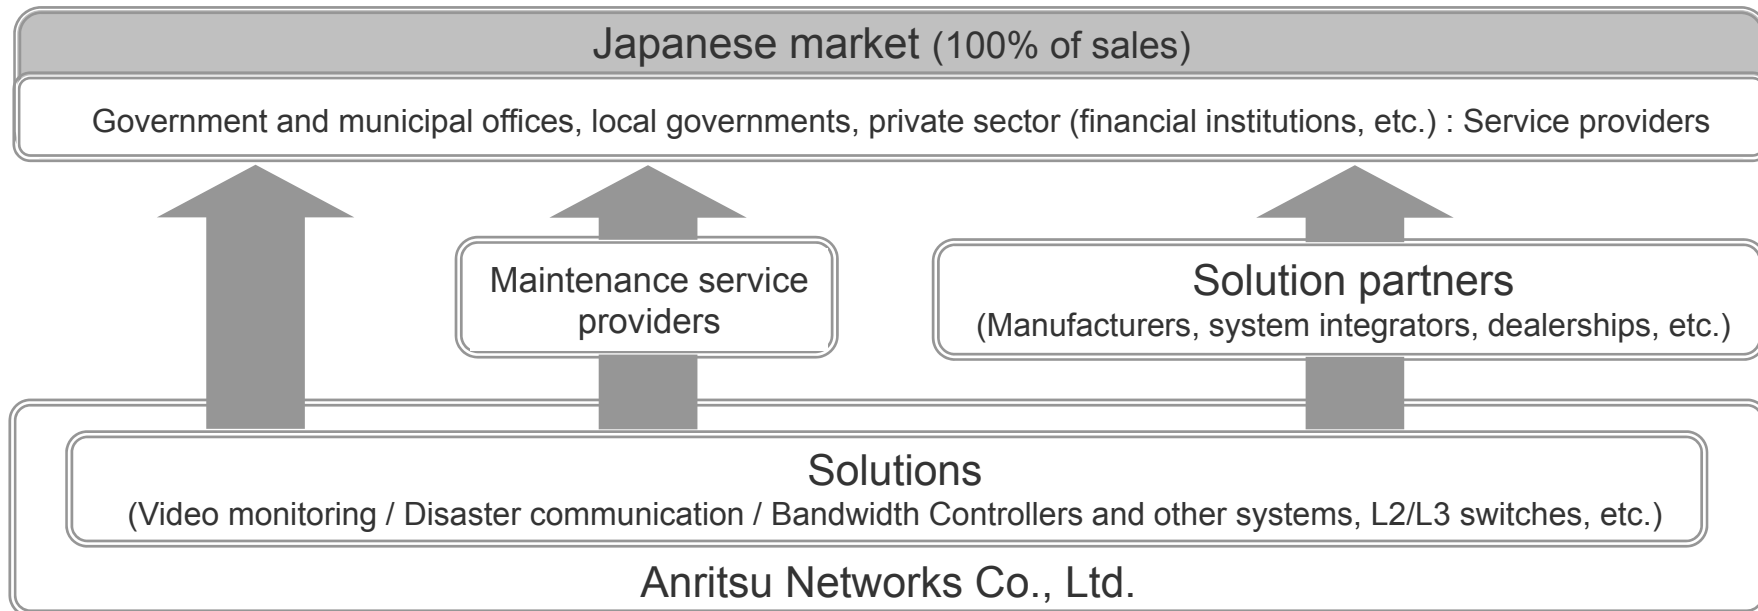 Japanese market (100% of sales)
Government and municipal offices, local governments, private sector (financial institutions, etc.) : Service providers
Maintenance service
providers
Solution partners
(Manufacturers, system integrators, dealerships, etc.)
Solutions
(Video monitoring / Disaster communication / Bandwidth Controllers and other systems, L2/L3 switches, etc.)
Anritsu Networks Co., Ltd.